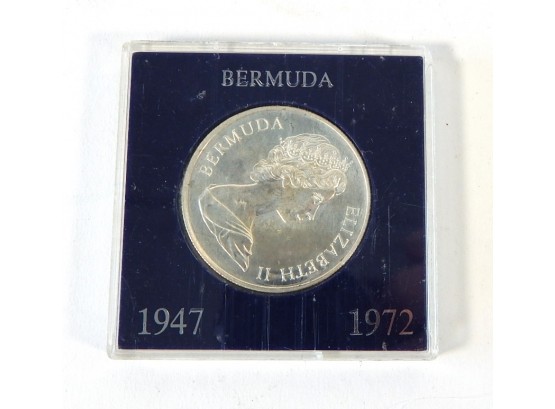 BERMUDA
BERMUDA
ELIZABETH II
1947 1972